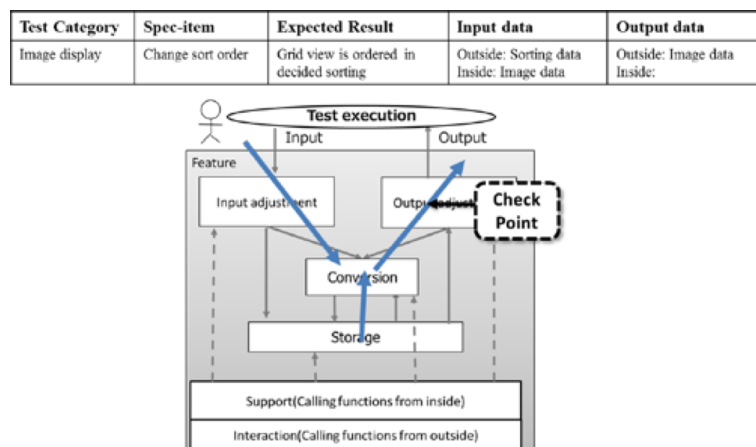 Test Category Spec-item Expected Result Input data Output data
Image display Change sort order Grid view is ordered in Outside: Sorting data Outside: Image data
decided sorting Inside: Image data Inside:
Test execution
Input Output
Feature
Input adjustment Output adjust
Check
Point
Conversion
Storage
Support(Calling functions from inside)
Interaction(Calling functions from outside)